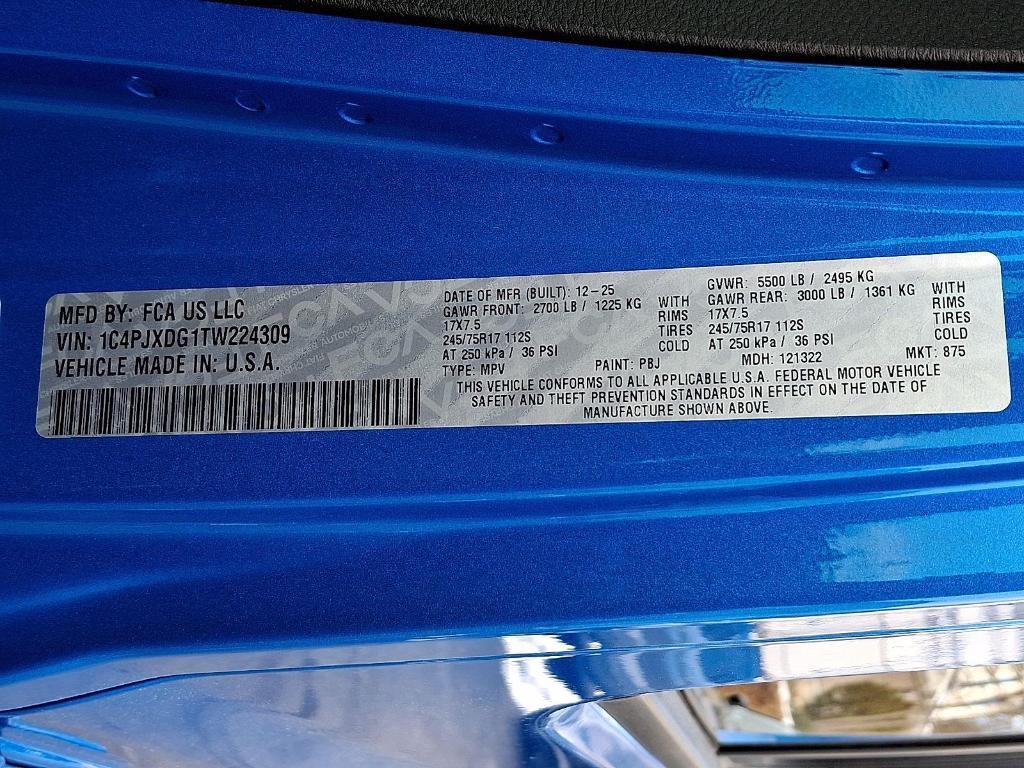 MFD BY: FCA US LLC
VIN: 1C4PJXDG1TW224309
VEHICLE MADE IN: U.S.A.
DATE OF MFR (BUILT): 12-25
GAWR FRONT: 2700 LB / 1225 KG WITH
17X7.5 RIMS
245/75R17 112S TIRES
AT 250 kPa / 36 PSI COLD
GVWR: 5500 LB / 2495 KG
GAWR REAR: 3000 LB / 1361 KG WITH
17X7.5 RIMS
245/75R17 112S TIRES
AT 250 kPa / 36 PSI COLD
TYPE: MPV PAINT: PBJ MDH: 121322 MKT: 875
THIS VEHICLE CONFORMS TO ALL APPLICABLE U.S.A. FEDERAL MOTOR VEHICLE
SAFETY AND THEFT PREVENTION STANDARDS IN EFFECT ON THE DATE OF
MANUFACTURE SHOWN ABOVE.